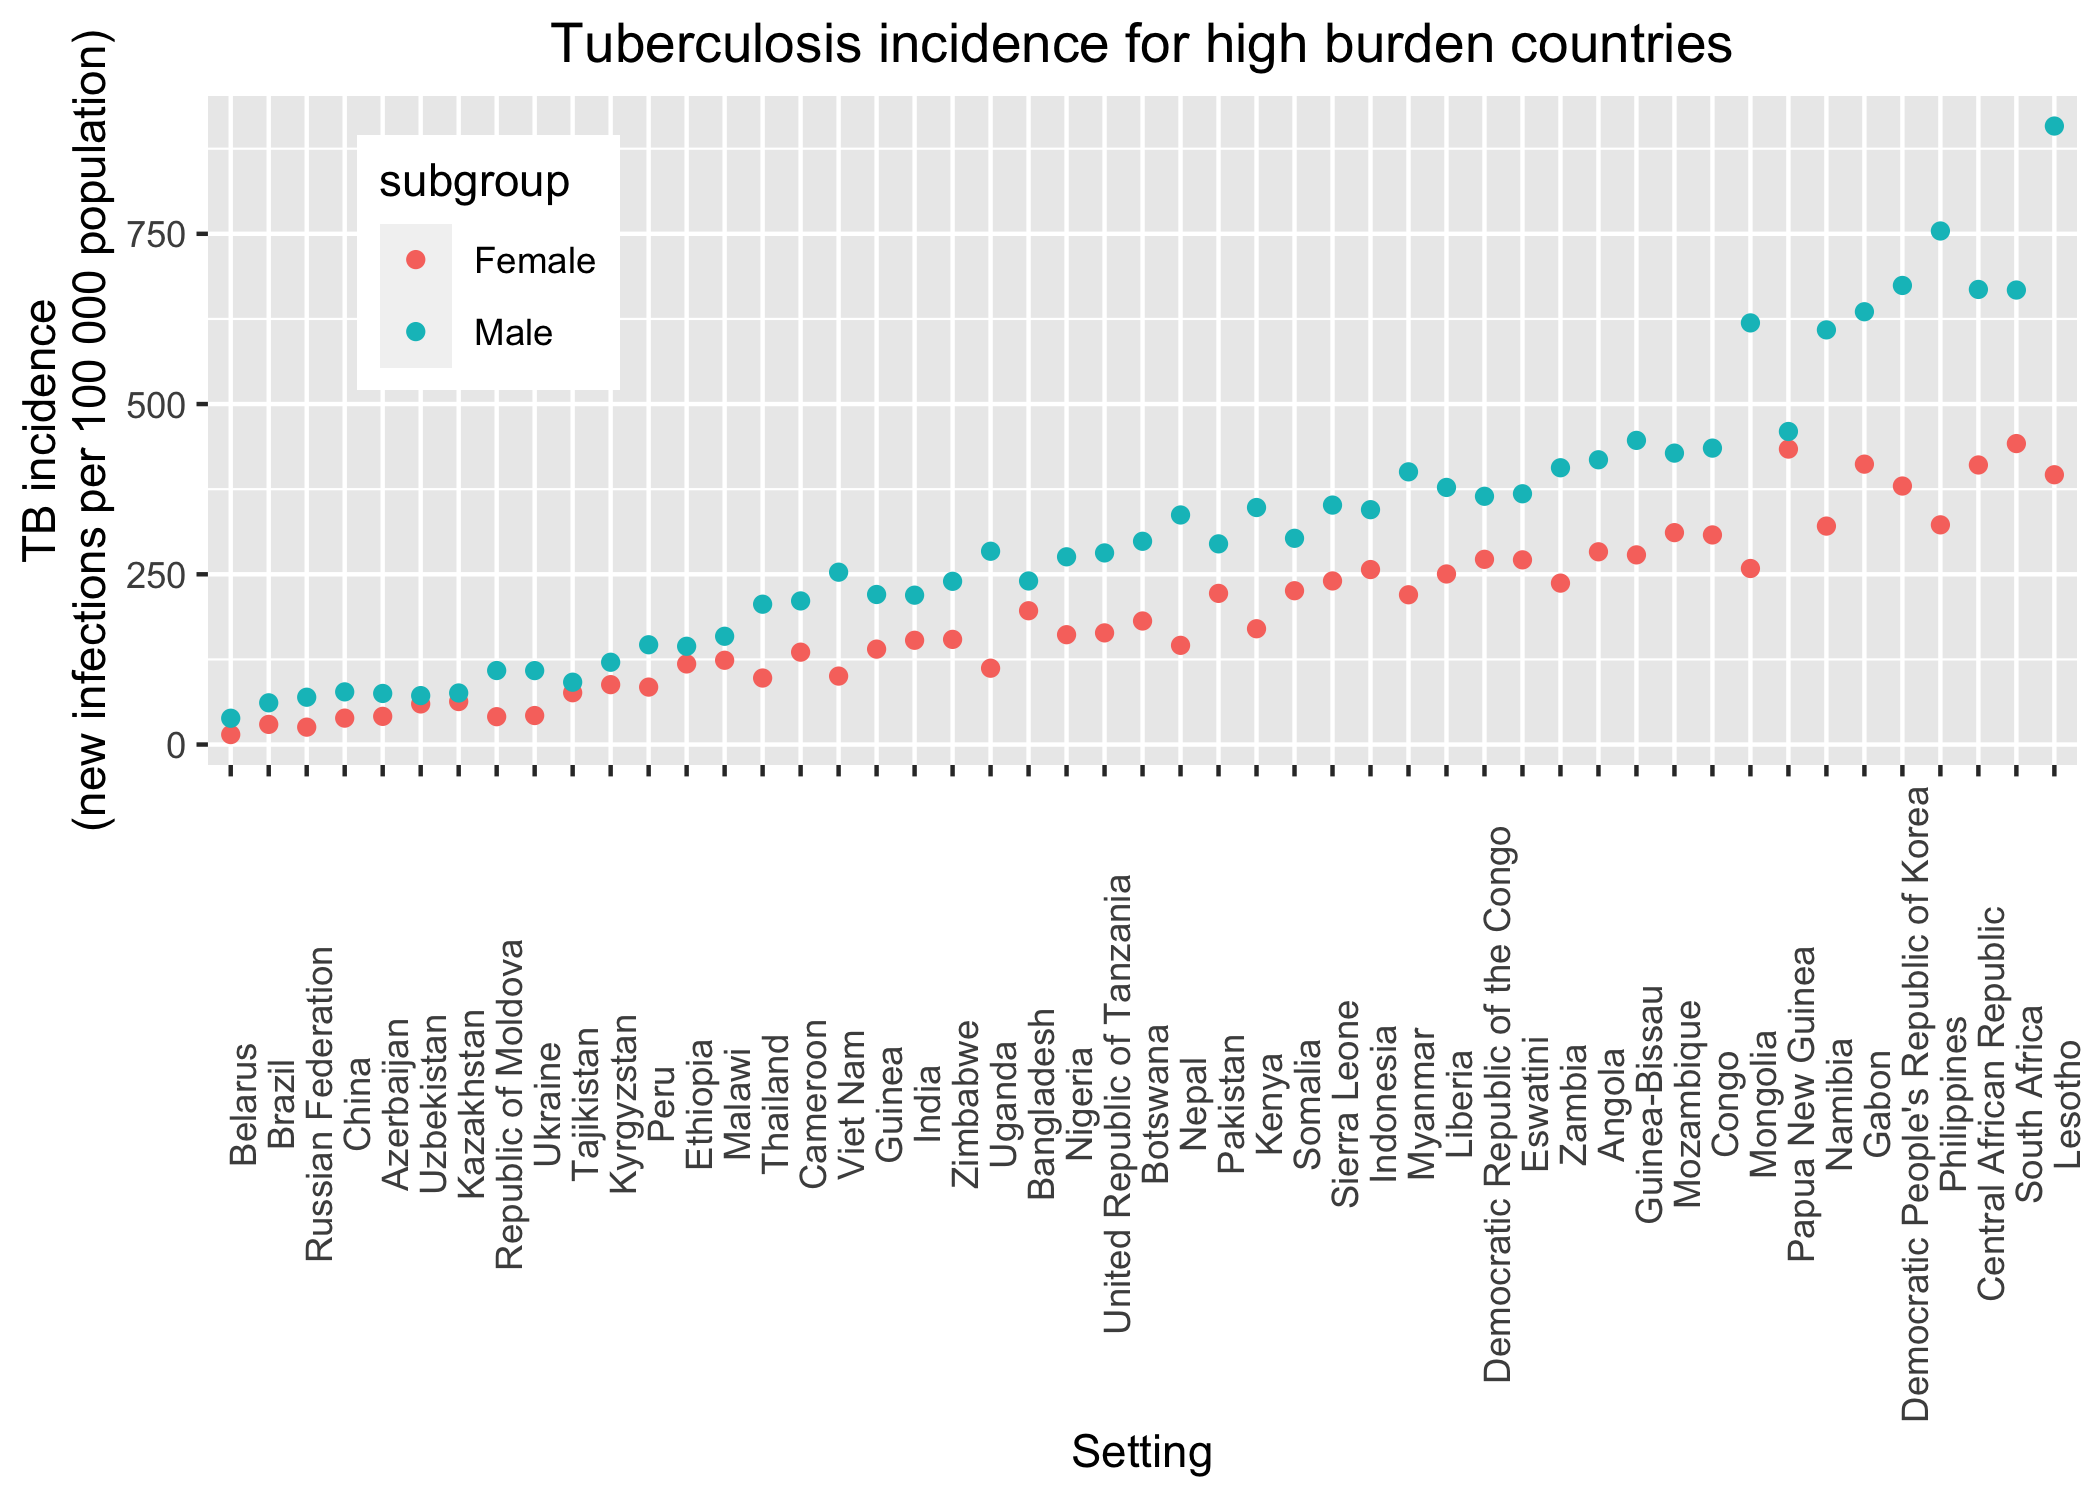 Tuberculosis incidence for high burden countries
TB incidence
(new infections per 100 000 population)
750
500
250
0
subgroup
Female
Male
Belarus
Brazil
Russian Federation
China
Azerbaijan
Uzbekistan
Kazakhstan
Republic of Moldova
Ukraine
Tajikistan
Kyrgyzstan
Peru
Ethiopia
Malawi
Thailand
Cameroon
Viet Nam
Guinea
India
Zimbabwe
Uganda
Bangladesh
Nigeria
United Republic of Tanzania
Botswana
Nepal
Pakistan
Kenya
Somalia
Sierra Leone
Indonesia
Myanmar
Liberia
Democratic Republic of the Congo
Eswatini
Zambia
Angola
Guinea-Bissau
Mozambique
Congo
Mongolia
Papua New Guinea
Namibia
Gabon
Democratic People's Republic of Korea
Philippines
Central African Republic
South Africa
Lesotho
Setting